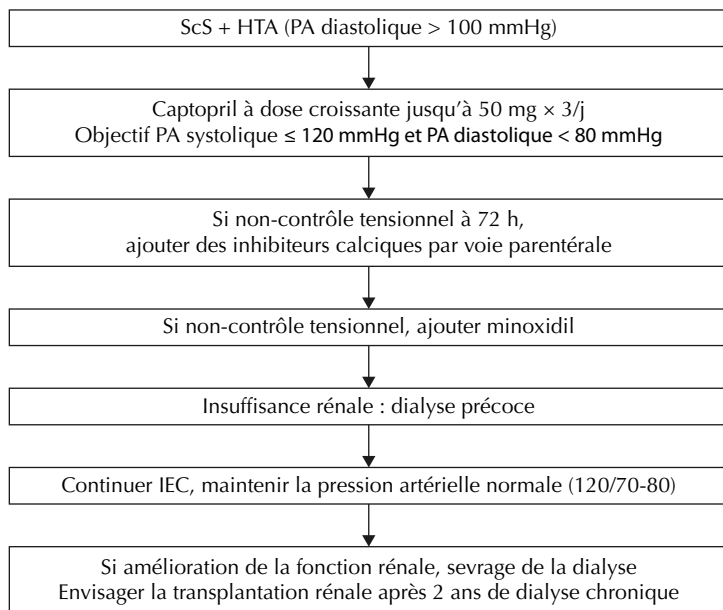 ScS + HTA (PA diastolique > 100 mmHg)
Captopril à dose croissante jusqu’à 50 mg × 3/j
Objectif PA systolique ≤ 120 mmHg et PA diastolique < 80 mmHg
Si non-contrôle tensionnel à 72 h,
ajouter des inhibiteurs calciques par voie parentérale
Si non-contrôle tensionnel, ajouter minoxidil
Insuffisance rénale : dialyse précoce
Continuer IEC, maintenir la pression artérielle normale (120/70-80)
Si amélioration de la fonction rénale, sevrage de la dialyse
Envisager la transplantation rénale après 2 ans de dialyse chronique